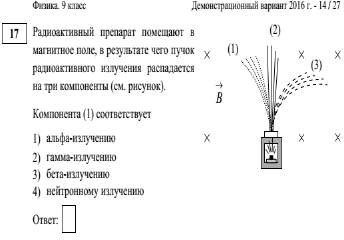 Физика. 9 класс
Демонстрационный вариант 2016 г. - 14 / 27
17
Радиоактивный препарат помещают в
магнитное поле, в результате чего пучок
радиоактивного излучения распадается
на три компоненты (см. рисунок).
Компонента (1) соответствует
1) альфа-излучению
2) гамма-излучению
3) бета-излучению
4) нейтронному излучению
Ответ:
(2)
(1)
(3)
B